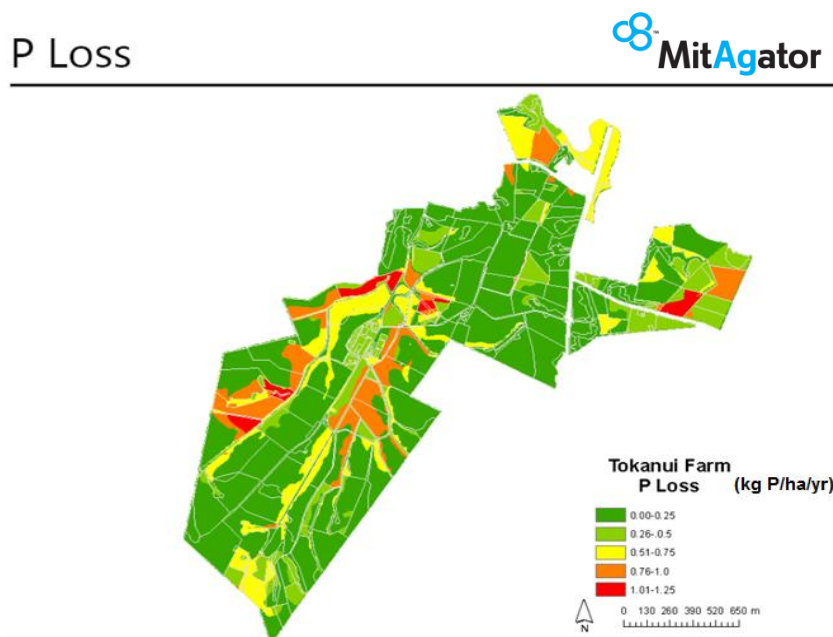 P Loss
MitAgator™
Tokanui Farm
P Loss (kg P/ha/yr)
0.00-0.25
0.26-.0.5
0.51-0.75
0.76-1.0
1.01-1.25
N
0 130 260 390 520 650 m